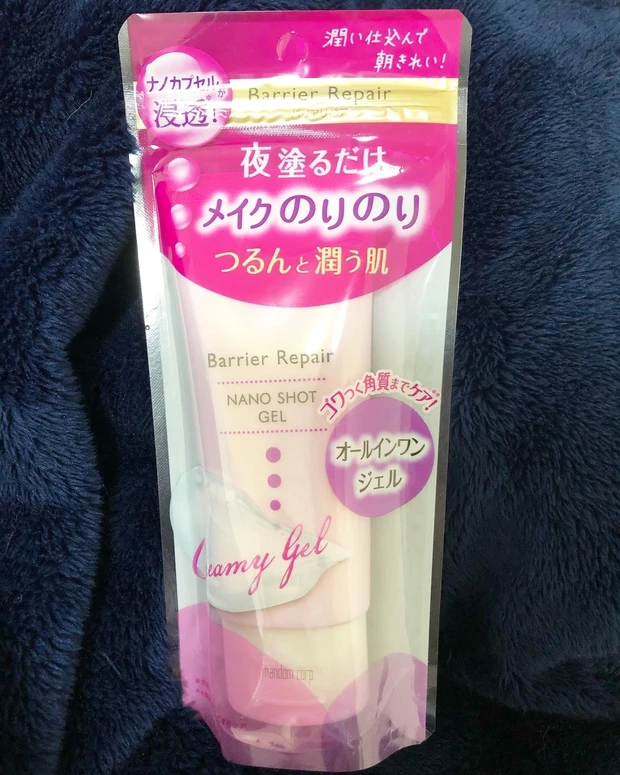 潤い仕込んで
朝きれい!
ナノカプセルが
浸透!
Barrier Repair
夜塗るだけ
メイクのりのり
つるんと潤う肌
Barrier Repair
NANO SHOT
GEL
ゴワつく角質までケア!
オールインワン
ジェル
Creamy Gel
mandom corp